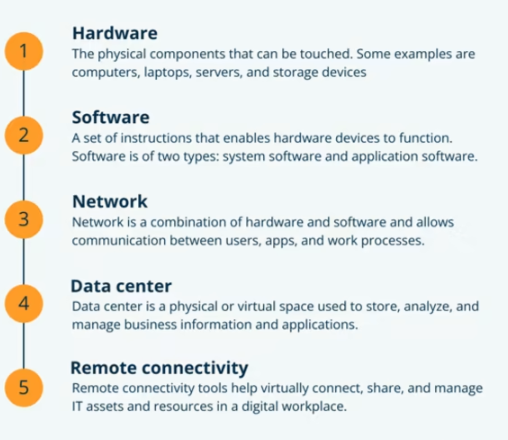 1
Hardware
The physical components that can be touched. Some examples are
computers, laptops, servers, and storage devices
2
Software
A set of instructions that enables hardware devices to function.
Software is of two types: system software and application software.
3
Network
Network is a combination of hardware and software and allows
communication between users, apps, and work processes.
4
Data center
Data center is a physical or virtual space used to store, analyze, and
manage business information and applications.
5
Remote connectivity
Remote connectivity tools help virtually connect, share, and manage
IT assets and resources in a digital workplace.